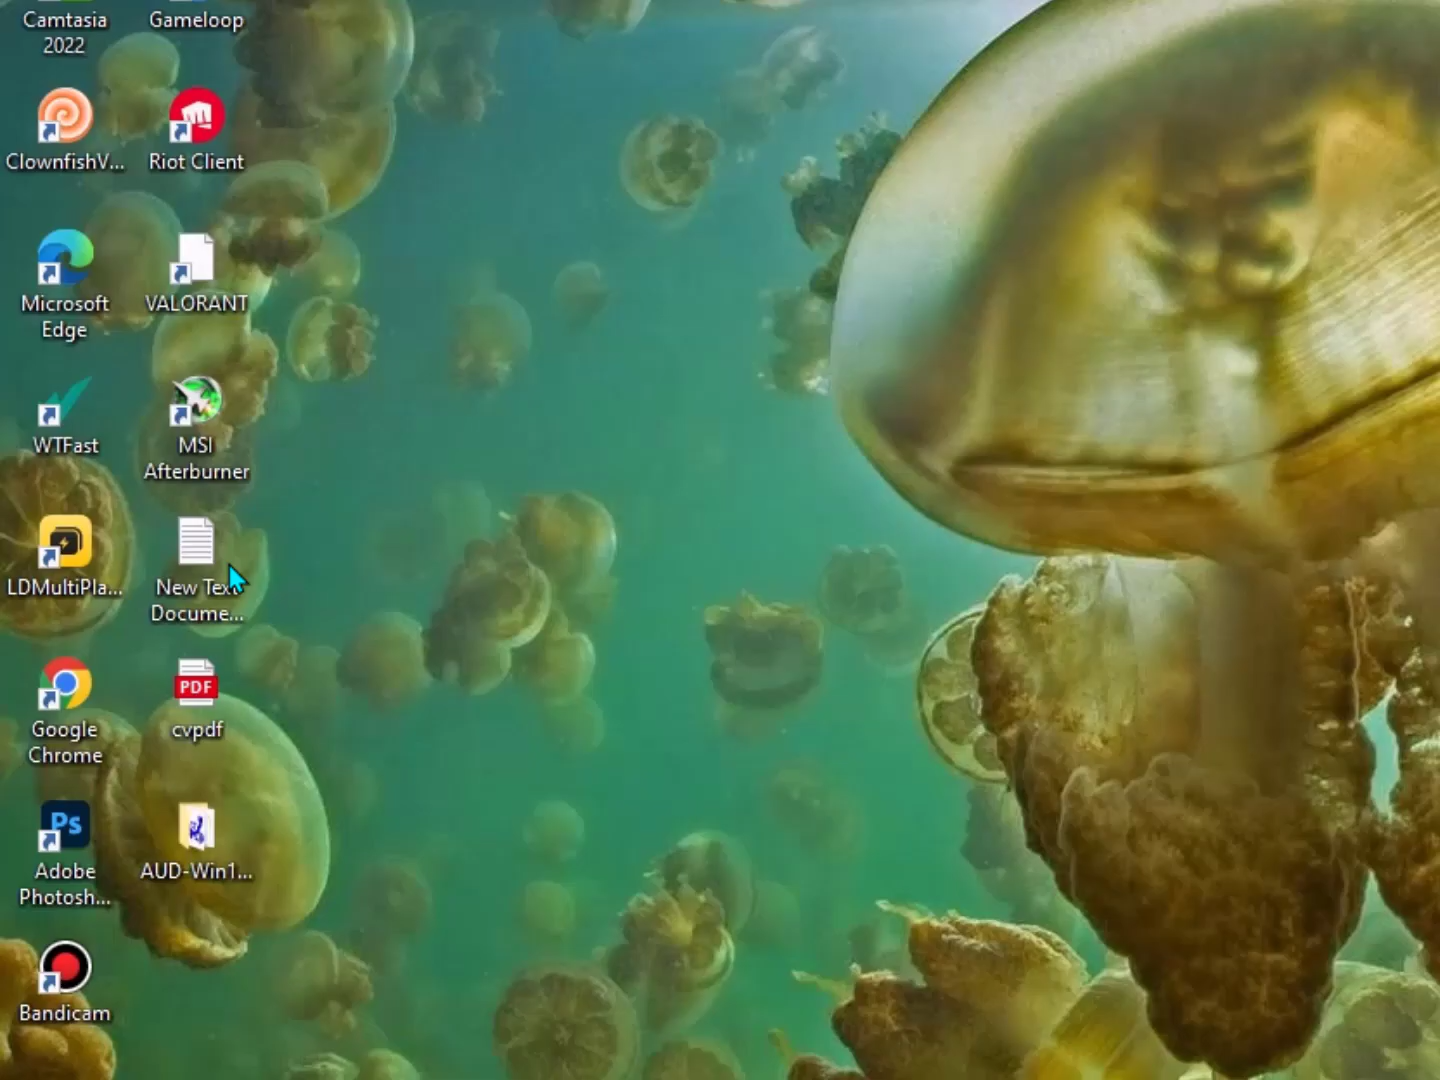 Camtasia
2022
Gameloop
ClownfishV...
Riot Client
Microsoft
Edge
VALORANT
WTFast
MSI
Afterburner
LDMultiPla...
New Text
Docume...
Google
Chrome
PDF
cvpdf
Ps
Adobe
Photosh...
AUD-Win1...
Bandicam